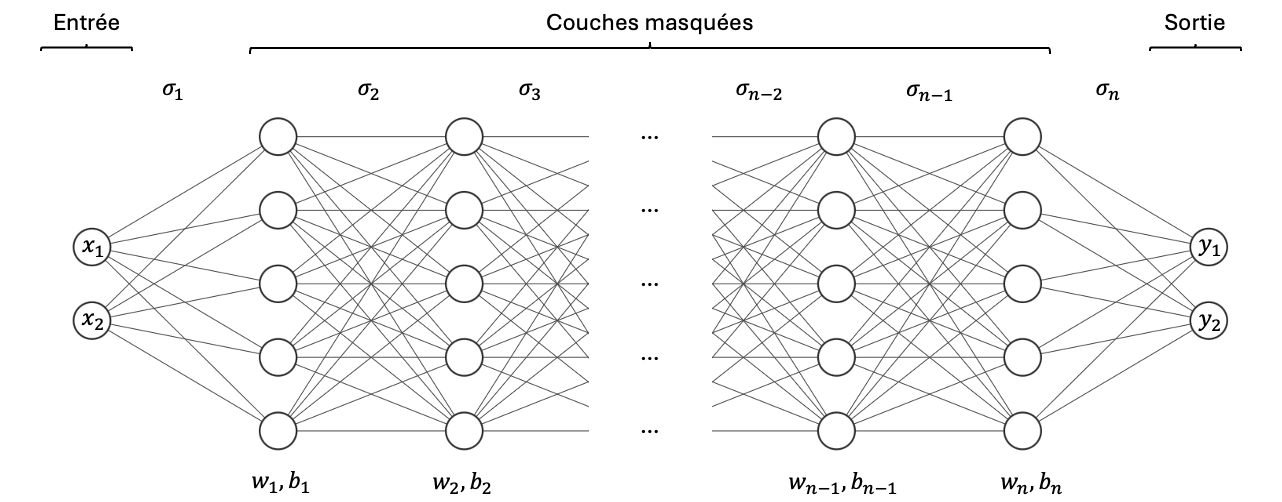 Entrée Couches masquées Sortie
σ₁ σ₂ σ₃ σₙ₋₂ σₙ₋₁ σₙ
...
...
x₁ y₁
...
x₂ y₂
...
...
w₁, b₁ w₂, b₂ wₙ₋₁, bₙ₋₁ wₙ, bₙ